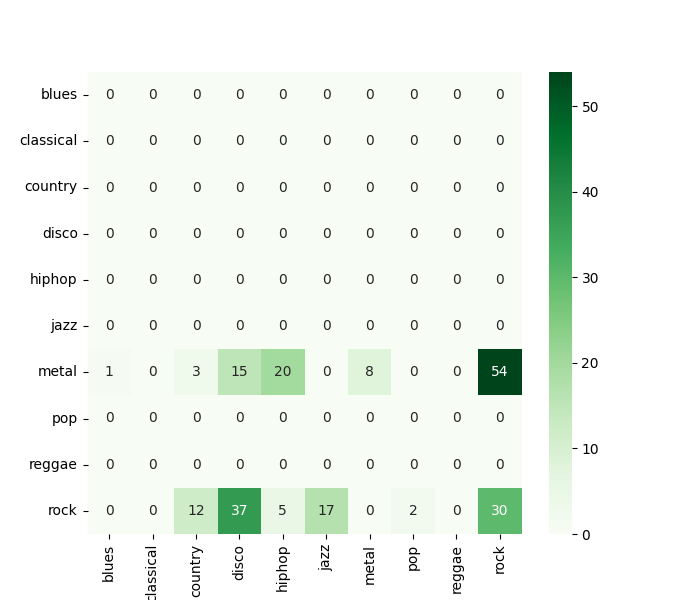 blues 0 0 0 0 0 0 0 0 0 0
classical 0 0 0 0 0 0 0 0 0 0
country 0 0 0 0 0 0 0 0 0 0
disco 0 0 0 0 0 0 0 0 0 0
hiphop 0 0 0 0 0 0 0 0 0 0
jazz 0 0 0 0 0 0 0 0 0 0
metal 1 0 3 15 20 0 8 0 0 54
pop 0 0 0 0 0 0 0 0 0 0
reggae 0 0 0 0 0 0 0 0 0 0
rock 0 0 12 37 5 17 0 2 0 30
blues
classical
country
disco
hiphop
jazz
metal
pop
reggae
rock
50
40
30
20
10
0